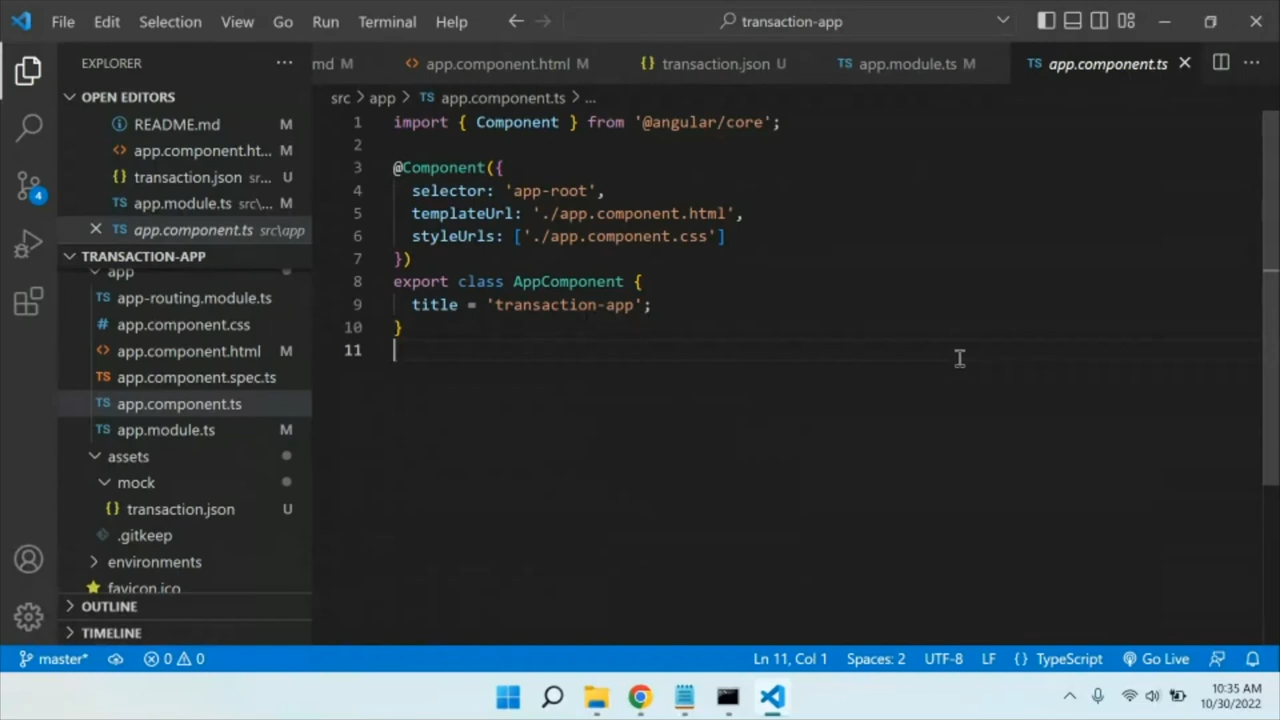 File Edit Selection View Go Run Terminal Help
transaction-app
EXPLORER
OPEN EDITORS
README.md M
app.component.ht... M
transaction.json sr... U
app.module.ts src\... M
app.component.ts src\app
TRANSACTION-APP
app
app-routing.module.ts
app.component.css
app.component.html M
app.component.spec.ts
app.component.ts
app.module.ts M
assets
mock
transaction.json U
.gitkeep
environments
favicon.ico
OUTLINE
TIMELINE
4
md M app.component.html M transaction.json U app.module.ts M app.component.ts
src > app > TS app.component.ts > ...
1 import { Component } from '@angular/core';
2
3 @Component({
4 selector: 'app-root',
5 templateUrl: './app.component.html',
6 styleUrls: ['./app.component.css']
7 })
8 export class AppComponent {
9 title = 'transaction-app';
10 }
11
master* 0 0 Ln 11, Col 1 Spaces: 2 UTF-8 LF {} TypeScript Go Live
10:35 AM
10/30/2022